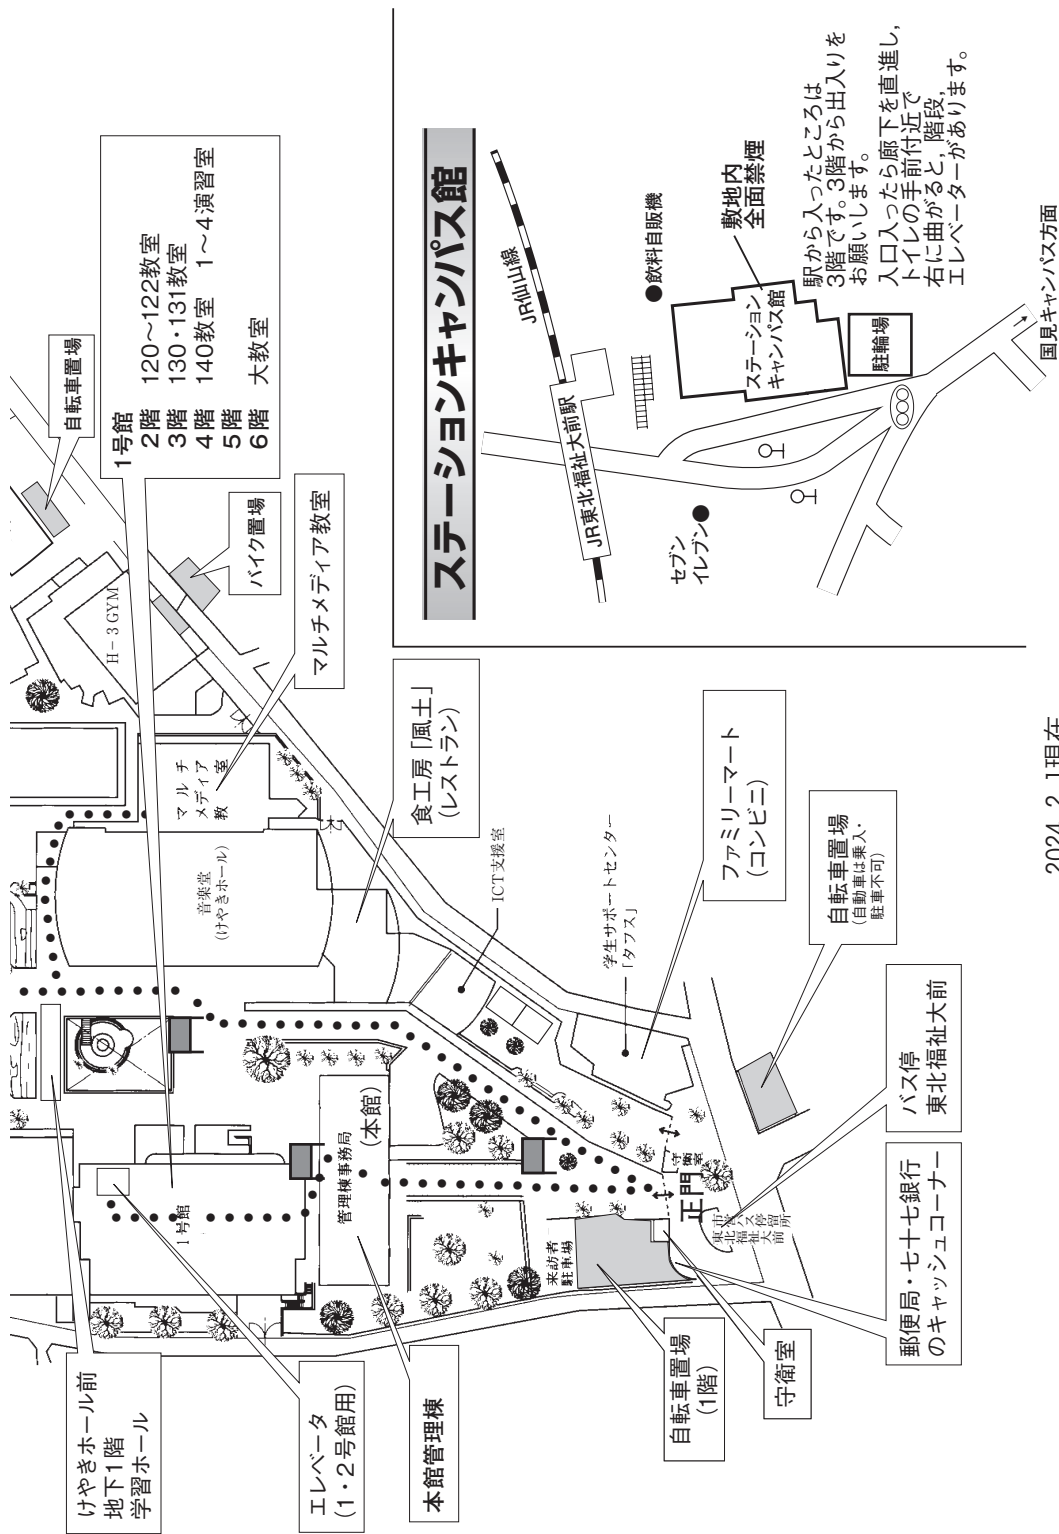 自転車置場
1号館
2階 120〜122教室
3階 130・131教室
4階 140教室 1〜4演習室
5階
6階 大教室
バイク置場
H-3GYM
マルチメディア教室
マルチ
メディア
教室
音楽堂
(けやきホール)
食工房「風土」
(レストラン)
ICT支援室
学生サポートセンター
「タフス」
ファミリーマート
(コンビニ)
自転車置場
(自動車は乗入・
駐車不可)
バス停
東北福祉大前
郵便局・七十七銀行
のキャッシュコーナー
守衛室
正門
市バス停留所
東北福祉大前
守衛室
自転車置場
(1階)
来訪者
駐車場
管理棟事務局
(本館)
本館管理棟
1号館
エレベータ
(1・2号館用)
けやきホール前
地下1階
学習ホール
ステーションキャンパス館
JR仙山線
JR東北福祉大前駅
飲料自販機
セブン
イレブン
ステーション
キャンパス館
敷地内
全面禁煙
駐輪場
国見キャンパス方面
駅から入ったところは
3階です。3階から出入りを
お願いします。
入口入ったら廊下を直進し,
トイレの手前付近で
右に曲がると,階段,
エレベーターがあります。
2024. 2. 1現在